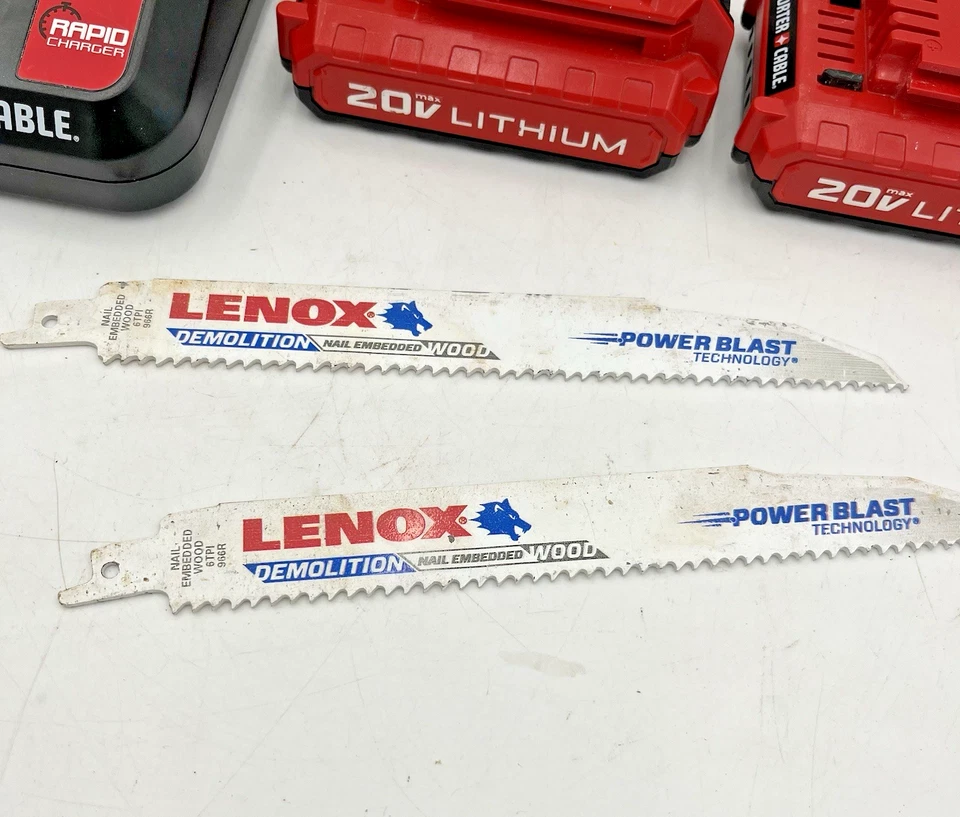 RAPID
CHARGER
ABLE®
20V max LITHIUM
ORTER CABLE®
20V max LIT
NAIL
EMBEDDED
WOOD
6TPI
966R
LENOX®
DEMOLITION NAIL EMBEDDED WOOD
POWER BLAST
TECHNOLOGY®
NAIL
EMBEDDED
WOOD
6TPI
966R
LENOX®
DEMOLITION NAIL EMBEDDED WOOD
POWER BLAST
TECHNOLOGY®